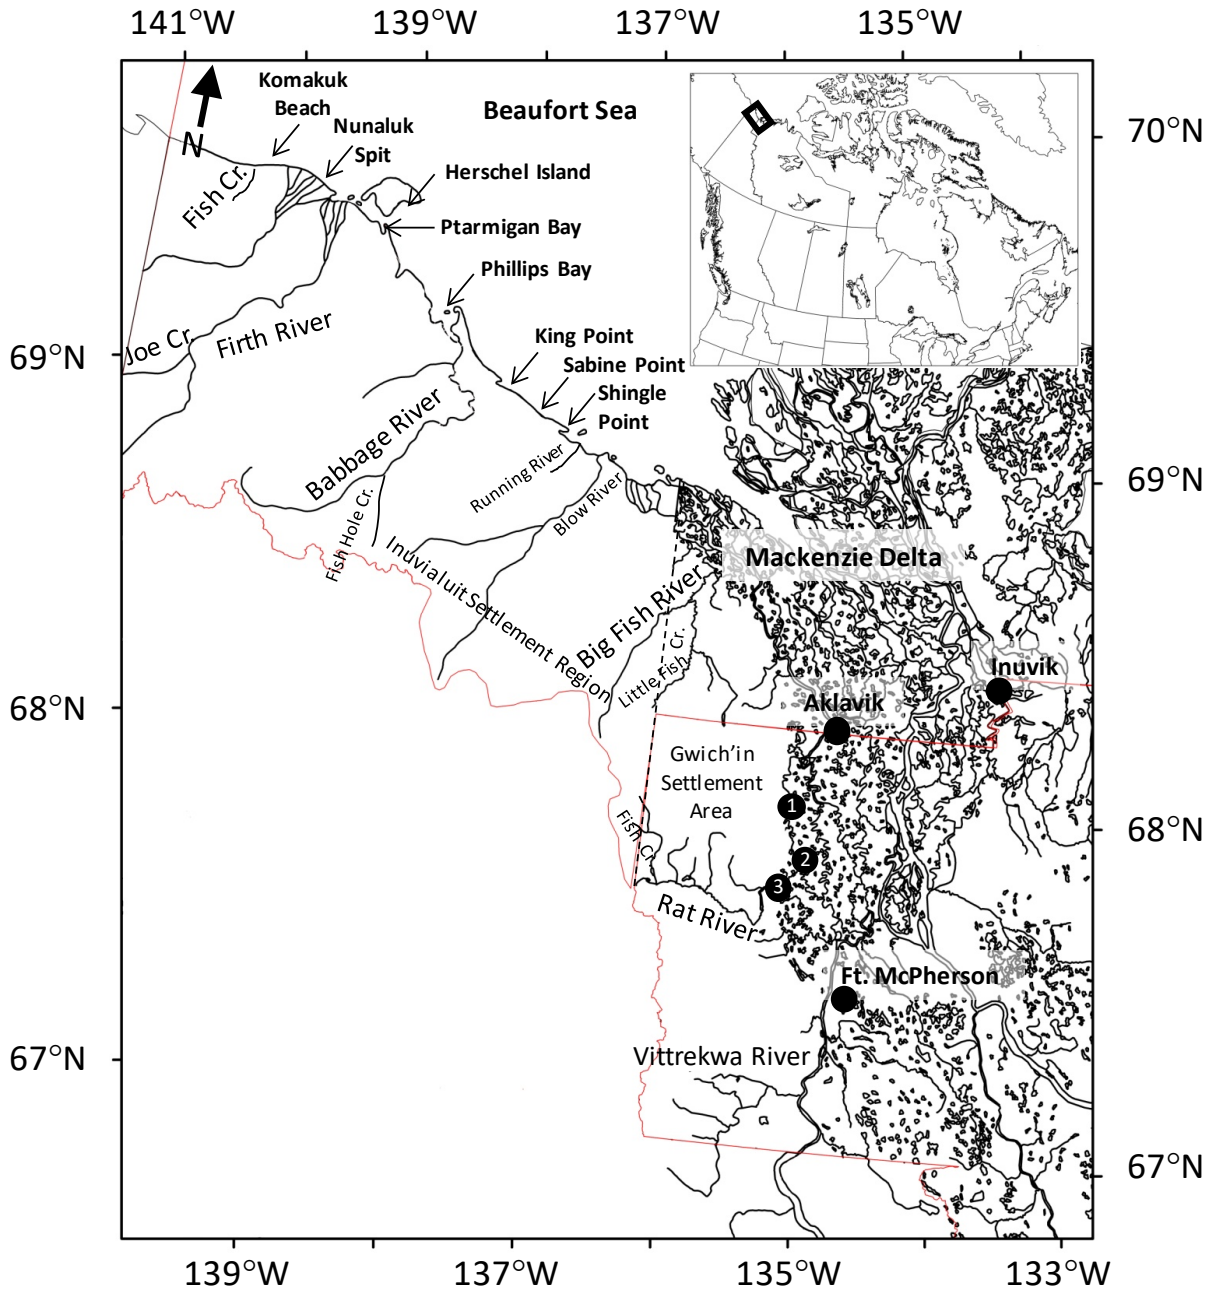 141°W
139°W
137°W
135°W
Komakuk
Beach
Beaufort Sea
70°N
N
Nunaluk
Spit
Herschel Island
Fish Cr.
Ptarmigan Bay
Phillips Bay
Joe Cr.
Firth River
69°N
King Point
Sabine Point
Shingle
Point
Babbage River
Running River
69°N
Fish Hole Cr.
Blow River
Inuvialuit Settlement Region
Mackenzie Delta
Big Fish River
Little Fish Cr.
Inuvik
68°N
Aklavik
Gwich'in
Settlement
Area
1
Fish Cr.
68°N
2
3
Rat River
Ft. McPherson
67°N
Vittrekwa River
67°N
139°W
137°W
135°W
133°W